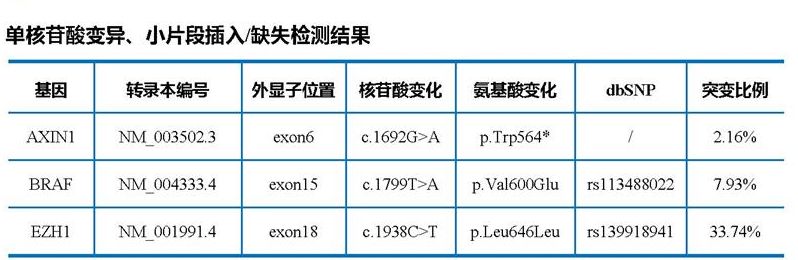 单核苷酸变异、小片段插入/缺失检测结果
基因 转录本编号 外显子位置 核苷酸变化 氨基酸变化 dbSNP 突变比例
AXIN1 NM_003502.3 exon6 c.1692G>A p.Trp564* / 2.16%
BRAF NM_004333.4 exon15 c.1799T>A p.Val600Glu rs113488022 7.93%
EZH1 NM_001991.4 exon18 c.1938C>T p.Leu646Leu rs139918941 33.74%